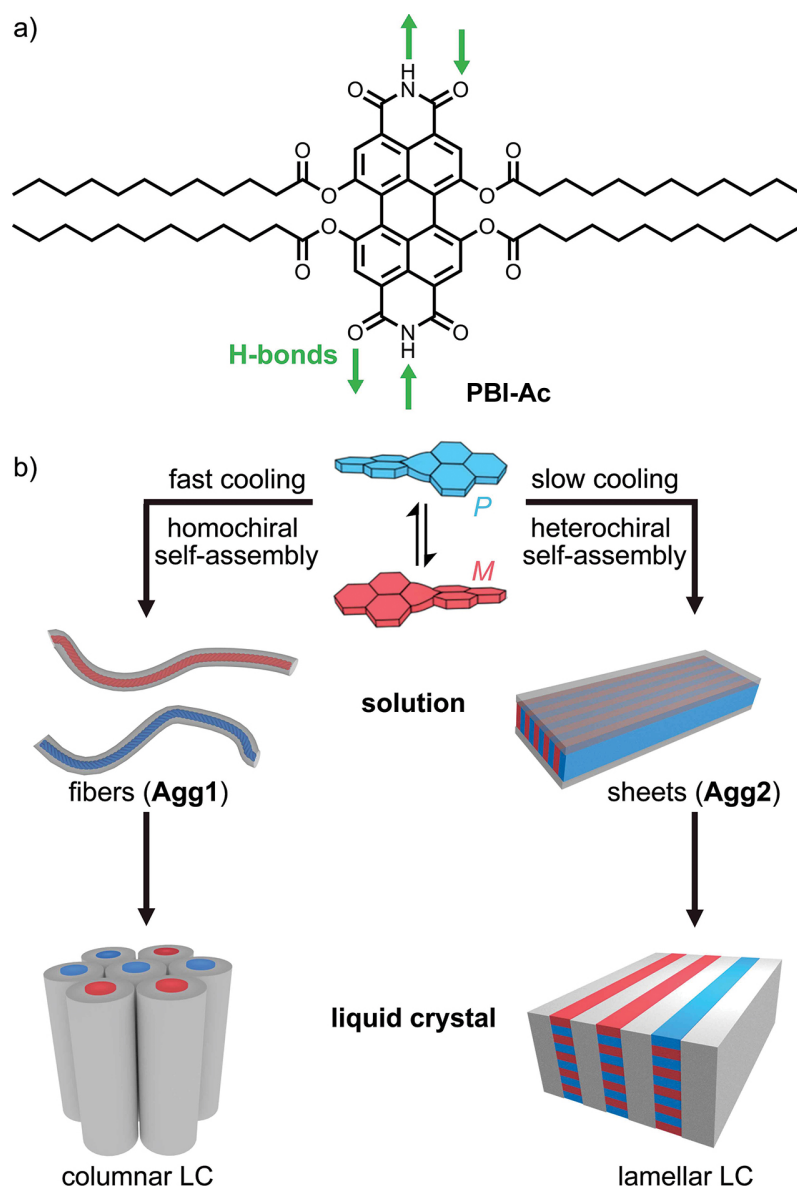 a)
H
O N O
O O
O O
O O
O O
O N O
H
H-bonds
PBI-Ac
b)
fast cooling
homochiral
self-assembly
P
M
slow cooling
heterochiral
self-assembly
solution
fibers (Agg1)
sheets (Agg2)
liquid crystal
columnar LC
lamellar LC